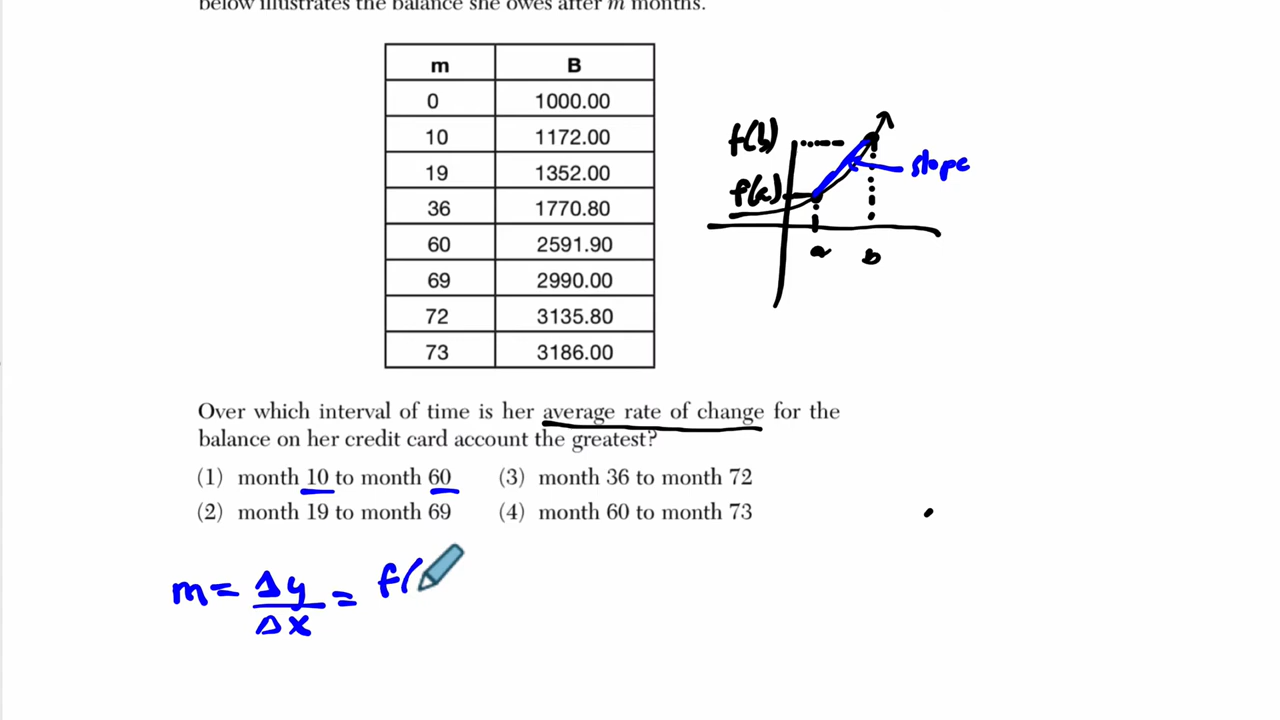 below illustrates the balance she owes after m months.
m B
0 1000.00
10 1172.00
19 1352.00
36 1770.80
60 2591.90
69 2990.00
72 3135.80
73 3186.00
f(b)
f(a)
slope
a b
Over which interval of time is her average rate of change for the
balance on her credit card account the greatest?
(1) month 10 to month 60 (3) month 36 to month 72
(2) month 19 to month 69 (4) month 60 to month 73
m = Δy/Δx = f(